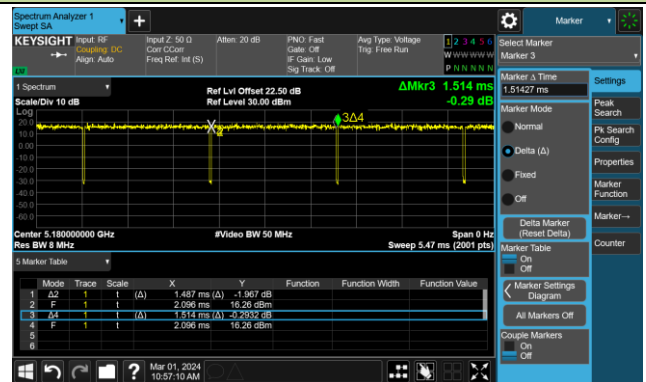 Spectrum Analyzer 1
Swept SA
Marker
KEYSIGHT
Input: RF
Coupling: DC
Align: Auto
Input Z: 50 Ω
Corr CCorr
Freq Ref: Int (S)
Atten: 20 dB
PNO: Fast
Gate: Off
IF Gain: Low
Sig Track: Off
Avg Type: Voltage
Trig: Free Run
1 2 3 4 5 6
W W W W W W
P N N N N N
Select Marker
Marker 3
1 Spectrum
Scale/Div 10 dB
Ref Lvl Offset 22.50 dB
Ref Level 30.00 dBm
ΔMkr3 1.514 ms
-0.29 dB
Log
20.0
10.0
0.00
-10.0
-20.0
-30.0
-40.0
-50.0
-60.0
X2
3Δ4
Center 5.180000000 GHz
Res BW 8 MHz
#Video BW 50 MHz
Span 0 Hz
Sweep 5.47 ms (2001 pts)
5 Marker Table
Mode Trace Scale X Y Function Function Width Function Value
1 Δ2 1 t (Δ) 1.487 ms (Δ) -1.967 dB
2 F 1 t 2.096 ms 16.26 dBm
3 Δ4 1 t (Δ) 1.514 ms (Δ) -0.2932 dB
4 F 1 t 2.096 ms 16.26 dBm
5
6
Marker Δ Time
1.51427 ms
Marker Mode
Normal
Delta (Δ)
Fixed
Off
Delta Marker
(Reset Delta)
Marker Table
On
Off
Marker Settings
Diagram
All Markers Off
Couple Markers
On
Off
Settings
Peak
Search
Pk Search
Config
Properties
Marker
Function
Marker→
Counter
?
Mar 01, 2024
10:57:10 AM